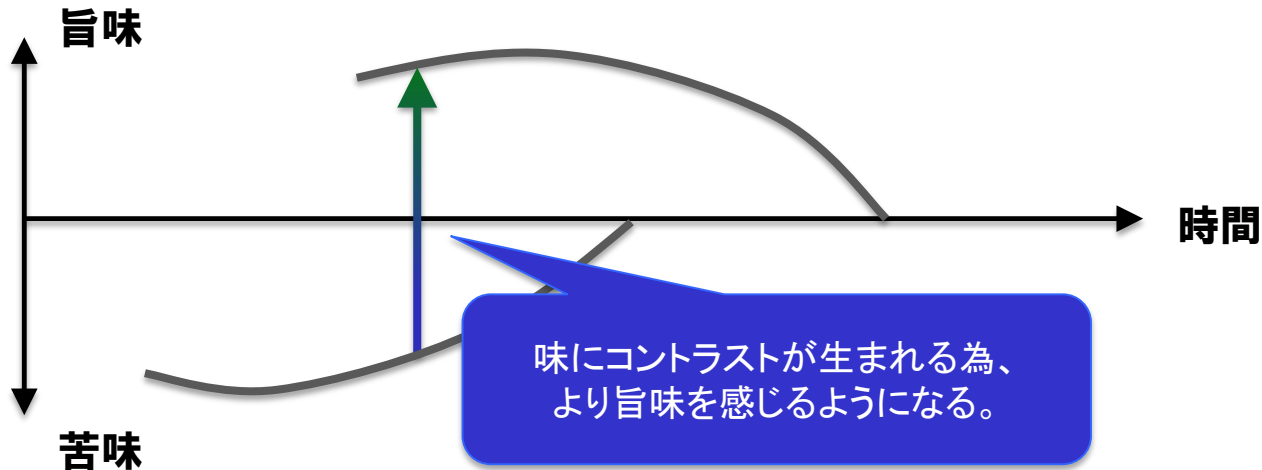 旨味
時間
味にコントラストが生まれる為、
より旨味を感じるようになる。
苦味